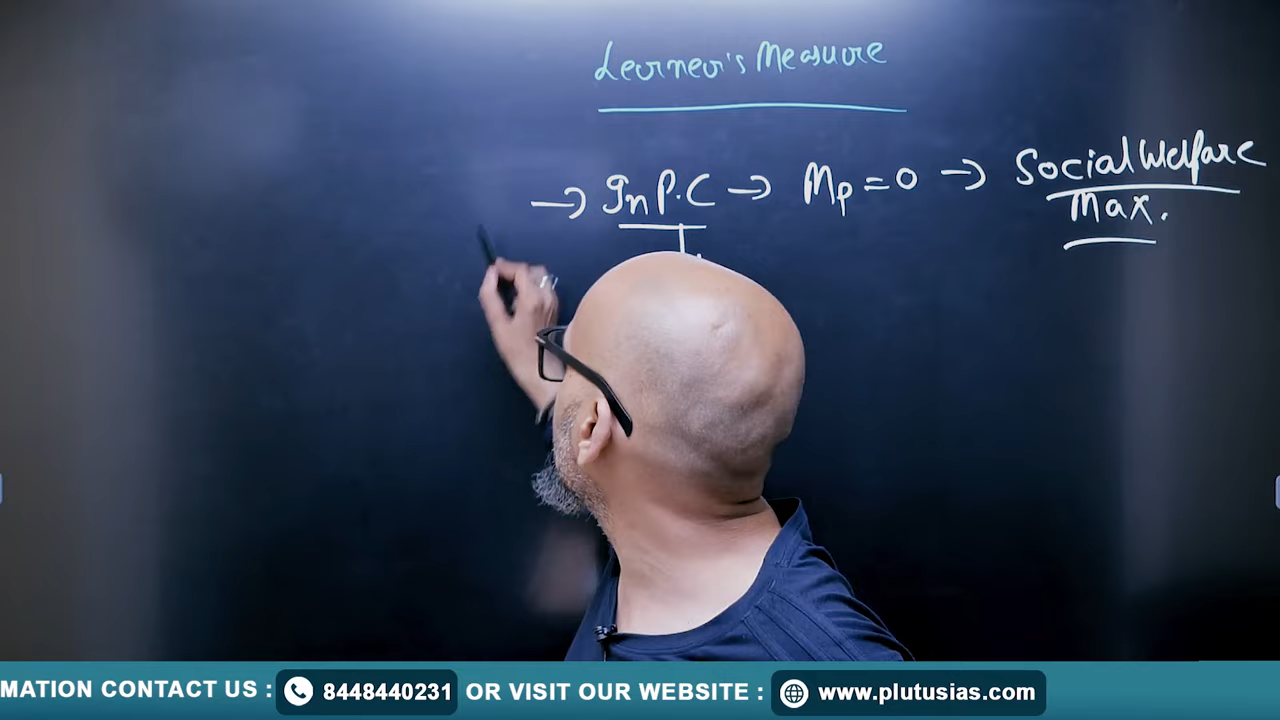 Lerner's Measure
→ In P.C → Mp = 0 → Social Welfare
Max.
MATION CONTACT US : 8448440231 OR VISIT OUR WEBSITE : www.plutusias.com